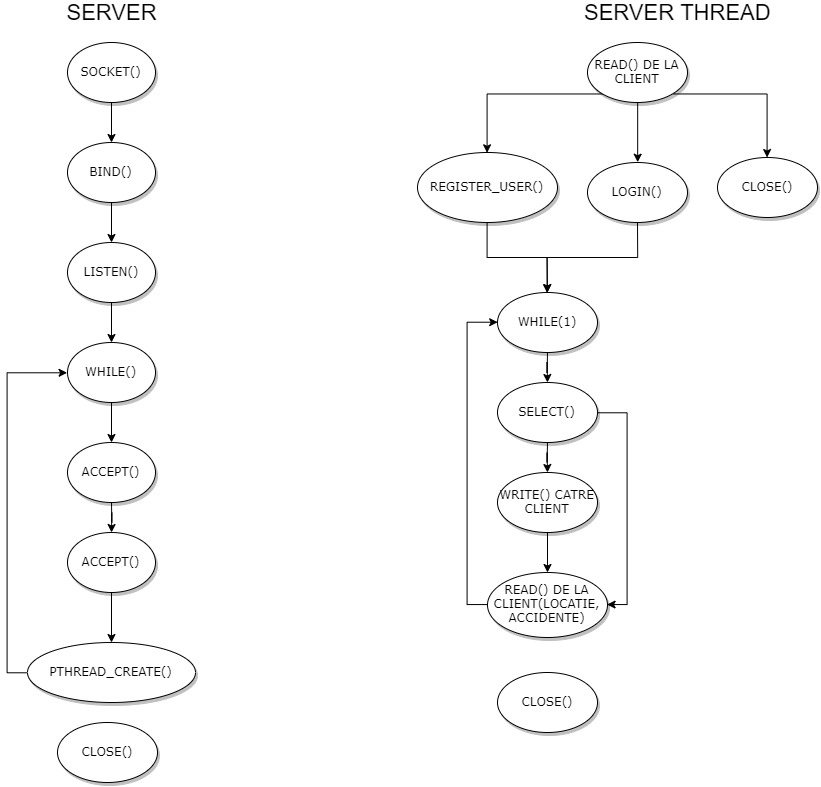 SERVER
SOCKET()
BIND()
LISTEN()
WHILE()
ACCEPT()
ACCEPT()
PTHREAD_CREATE()
CLOSE()
SERVER THREAD
READ() DE LA
CLIENT
REGISTER_USER()
LOGIN()
CLOSE()
WHILE(1)
SELECT()
WRITE() CATRE
CLIENT
READ() DE LA
CLIENT(LOCATIE,
ACCIDENTE)
CLOSE()